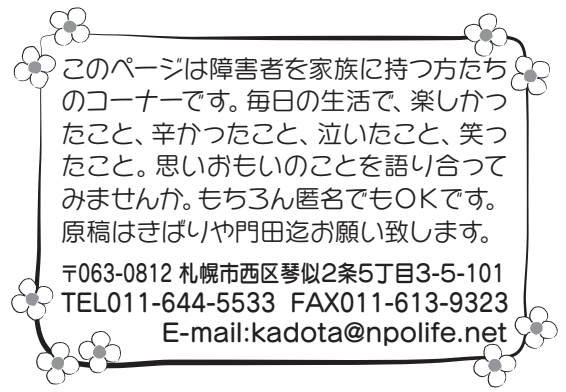 このページは障害者を家族に持つ方たち
のコーナーです。毎日の生活で、楽しかっ
たこと、辛かったこと、泣いたこと、笑っ
たこと。思いおもいのことを語り合って
みませんか。もちろん匿名でもOKです。
原稿はきばりや門田迄お願い致します。
〒063-0812 札幌市西区琴似2条5丁目3-5-101
TEL011-644-5533 FAX011-613-9323
E-mail:kadota@npolife.net